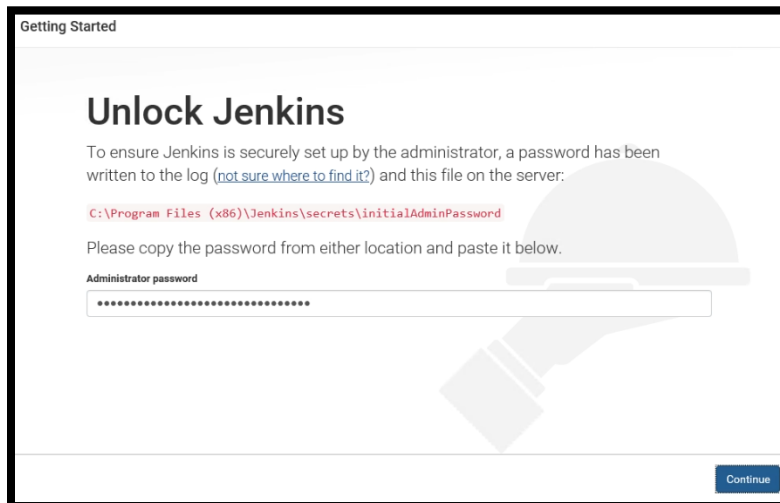 Getting Started
Unlock Jenkins
To ensure Jenkins is securely set up by the administrator, a password has been
written to the log (not sure where to find it?) and this file on the server:
C:\Program Files (x86)\Jenkins\secrets\initialAdminPassword
Please copy the password from either location and paste it below.
Administrator password
••••••••••••••••••••••••••••••••
Continue